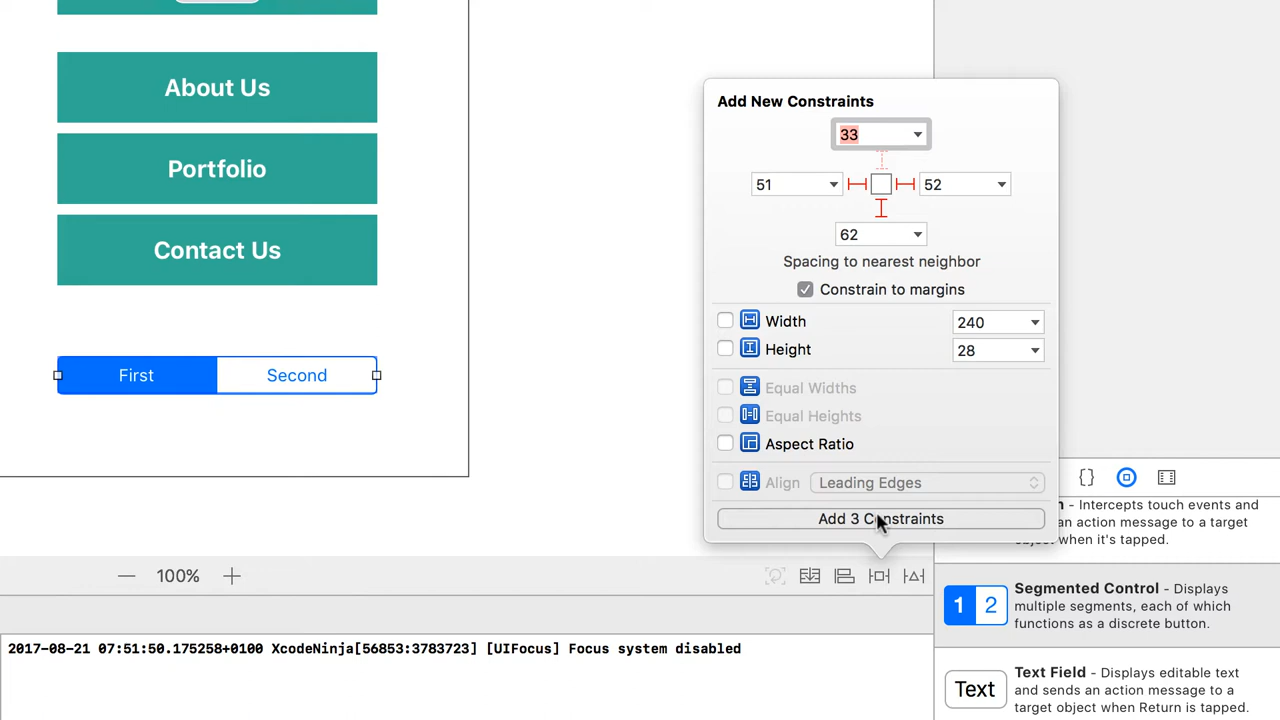 About Us
Portfolio
Contact Us
First Second
Add New Constraints
33
51 52
62
Spacing to nearest neighbor
Constrain to margins
Width 240
Height 28
Equal Widths
Equal Heights
Aspect Ratio
Align Leading Edges
Add 3 Constraints
{}
- Intercepts touch events and
an action message to a target
object when it's tapped.
100%
1 2 Segmented Control - Displays
multiple segments, each of which
functions as a discrete button.
2017-08-21 07:51:50.175258+0100 XcodeNinja[56853:3783723] [UIFocus] Focus system disabled
Text Text Field - Displays editable text
and sends an action message to a
target object when Return is tapped.